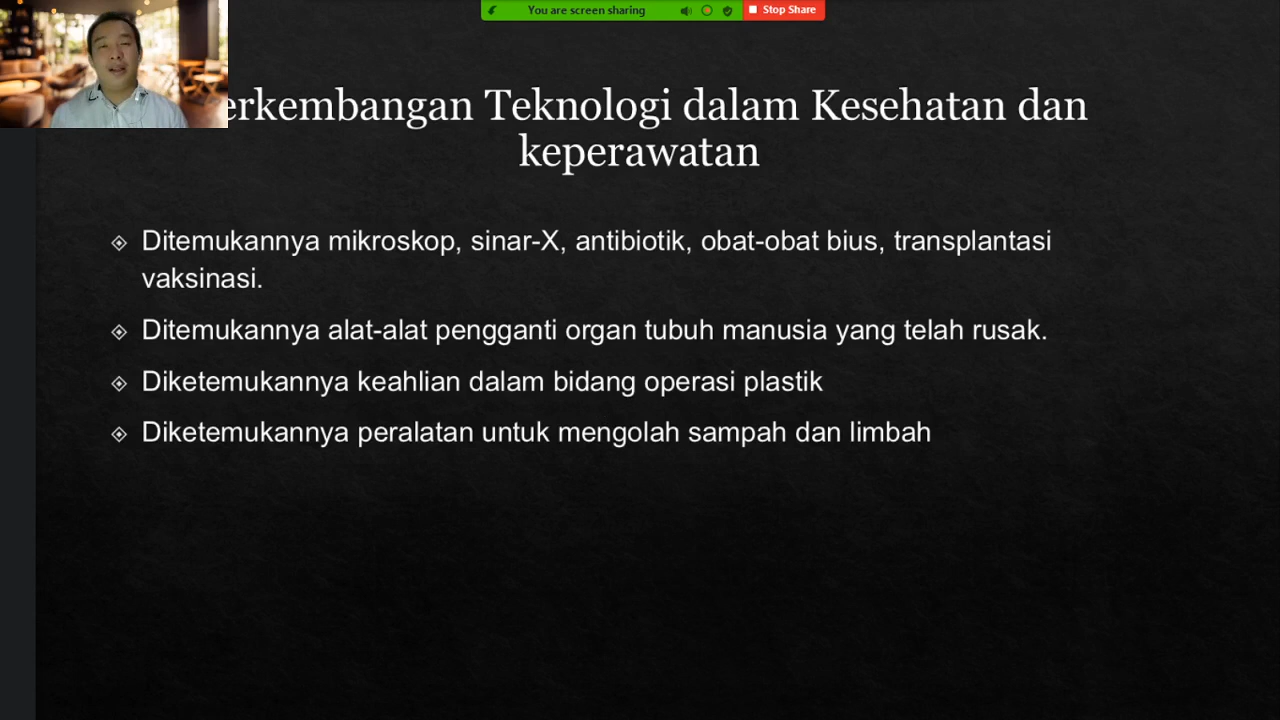 You are screen sharing
Stop Share
erkembangan Teknologi dalam Kesehatan dan
keperawatan
Ditemukannya mikroskop, sinar-X, antibiotik, obat-obat bius, transplantasi
vaksinasi.
Ditemukannya alat-alat pengganti organ tubuh manusia yang telah rusak.
Diketemukannya keahlian dalam bidang operasi plastik
Diketemukannya peralatan untuk mengolah sampah dan limbah